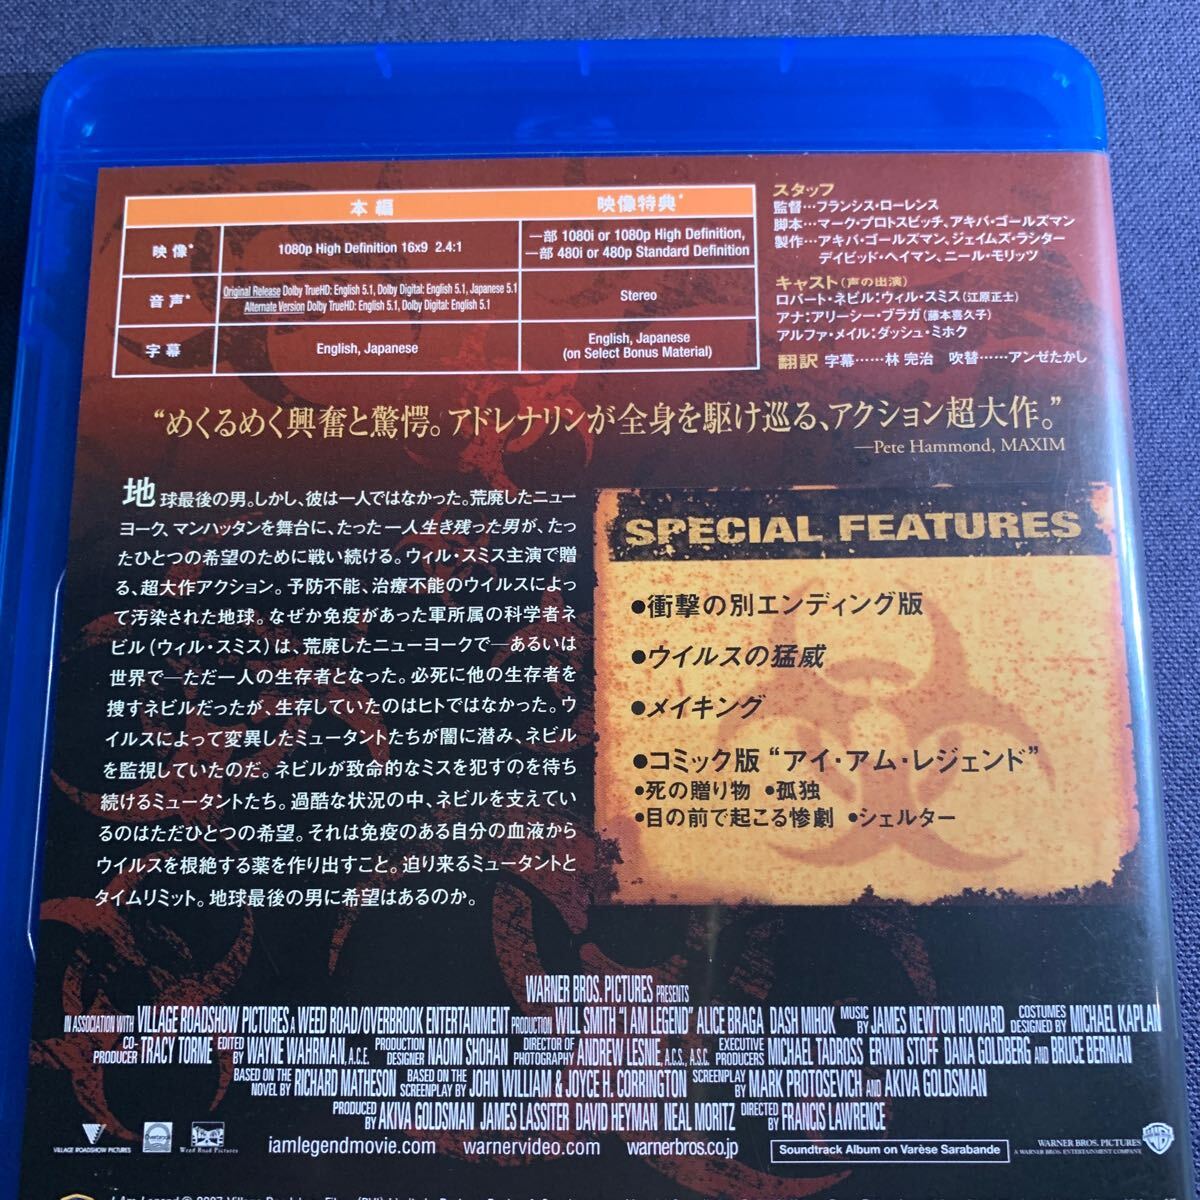 本編 映像特典*
映像* 1080p High Definition 16x9 2.4:1 一部 1080i or 1080p High Definition,
一部 480i or 480p Standard Definition
音声* Original Release Dolby TrueHD: English 5.1, Dolby Digital: English 5.1, Japanese 5.1
Alternate Version Dolby TrueHD: English 5.1, Dolby Digital: English 5.1
Stereo
字幕 English, Japanese English, Japanese
(on Select Bonus Material)
スタッフ
監督…フランシス・ローレンス
脚本…マーク・プロトスビッチ、アキバ・ゴールズマン
製作…アキバ・ゴールズマン、ジェイムズ・ラシター
デイビッド・ヘイマン、ニール・モリッツ
キャスト(声の出演)
ロバート・ネビル:ウィル・スミス(江原正士)
アナ:アリーシー・ブラガ(藤本喜久子)
アルファ・メイル:ダッシュ・ミホク
翻訳 字幕……林 完治 吹替……アンゼたかし
“めくるめく興奮と驚愕。アドレナリンが全身を駆け巡る、アクション超大作。”
—Pete Hammond, MAXIM
地球最後の男。しかし、彼は一人ではなかった。荒廃したニュー
ヨーク、マンハッタンを舞台に、たった一人生き残った男が、たっ
たひとつの希望のために戦い続ける。ウィル・スミス主演で贈
る、超大作アクション。予防不能、治療不能のウイルスによっ
て汚染された地球。なぜか免疫があった軍所属の科学者ネ
ビル(ウィル・スミス)は、荒廃したニューヨークで—あるいは
世界で—ただ一人の生存者となった。必死に他の生存者を
捜すネビルだったが、生存していたのはヒトではなかった。ウ
イルスによって変異したミュータントたちが闇に潜み、ネビル
を監視していたのだ。ネビルが致命的なミスを犯すのを待ち
続けるミュータントたち。過酷な状況の中、ネビルを支えてい
るのはただひとつの希望。それは免疫のある自分の血液から
ウイルスを根絶する薬を作り出すこと。迫り来るミュータントと
タイムリミット。地球最後の男に希望はあるのか。
SPECIAL FEATURES
●衝撃の別エンディング版
●ウイルスの猛威
●メイキング
●コミック版“アイ・アム・レジェンド”
●死の贈り物 ●孤独
●目の前で起こる惨劇 ●シェルター
WARNER BROS. PICTURES PRESENTS
IN ASSOCIATION WITH VILLAGE ROADSHOW PICTURES A WEED ROAD/OVERBROOK ENTERTAINMENT PRODUCTION WILL SMITH "I AM LEGEND" ALICE BRAGA DASH MIHOK MUSIC BY JAMES NEWTON HOWARD COSTUMES DESIGNED BY MICHAEL KAPLAN
CO-PRODUCER TRACY TORME EDITED BY WAYNE WAHRMAN, A.C.E. PRODUCTION DESIGNER NAOMI SHOHAN DIRECTOR OF PHOTOGRAPHY ANDREW LESNIE, A.C.S., A.S.C. EXECUTIVE PRODUCERS MICHAEL TADROSS ERWIN STOFF DANA GOLDBERG AND BRUCE BERMAN
BASED ON THE NOVEL BY RICHARD MATHESON BASED ON THE SCREENPLAY BY JOHN WILLIAM & JOYCE H. CORRINGTON SCREENPLAY BY MARK PROTOSEVICH AND AKIVA GOLDSMAN
PRODUCED BY AKIVA GOLDSMAN JAMES LASSITER DAVID HEYMAN NEAL MORITZ DIRECTED BY FRANCIS LAWRENCE
VILLAGE ROADSHOW PICTURES Weed Road Pictures iamlegendmovie.com warnervideo.com warnerbros.co.jp Soundtrack Album on Varèse Sarabande WARNER BROS. PICTURES
A WARNER BROS. ENTERTAINMENT COMPANY